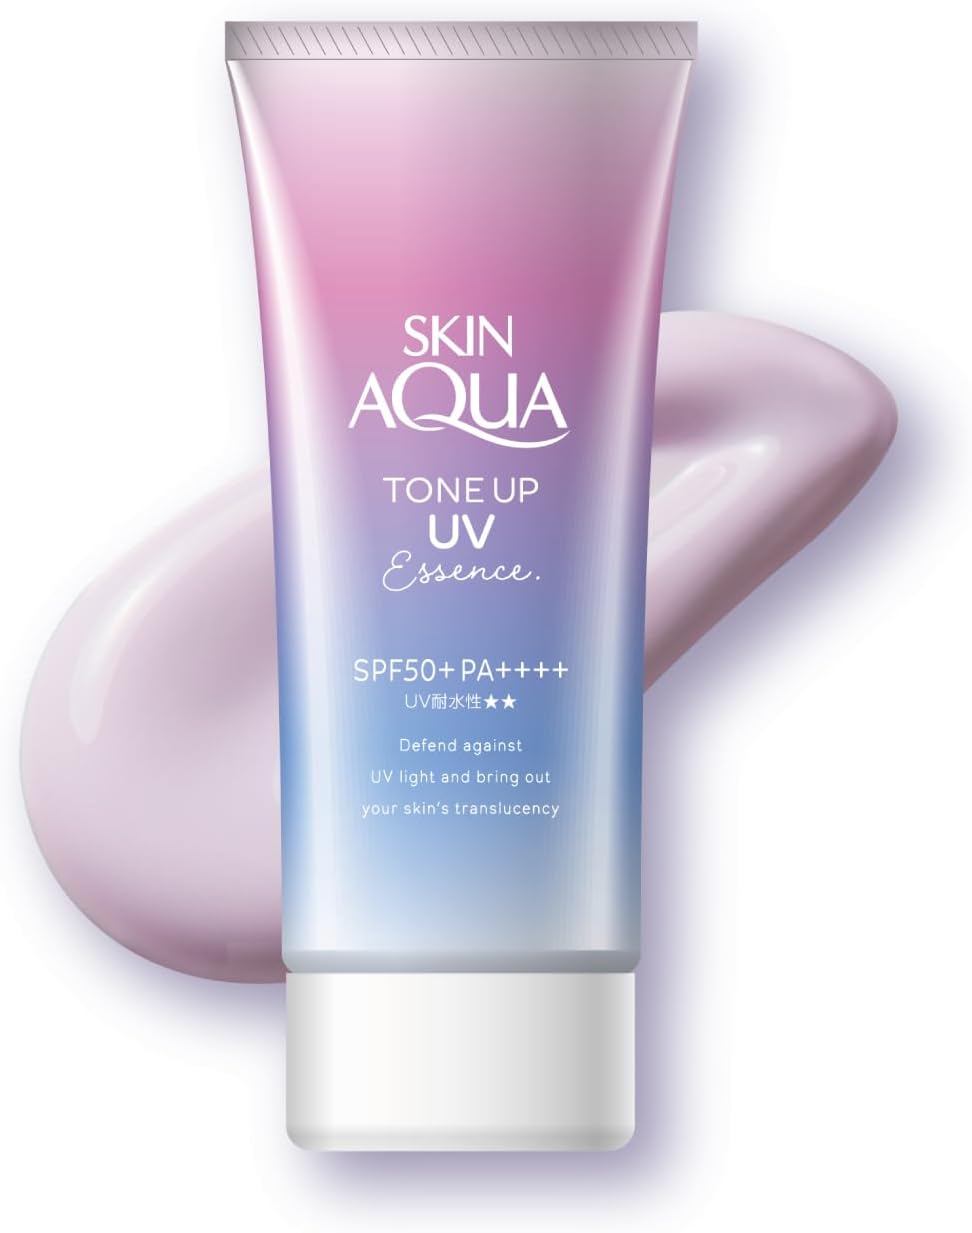 SKIN
AQUA
TONE UP
UV
Essence.
SPF50+ PA++++
UV耐水性★★
Defend against
UV light and bring out
your skin's translucency